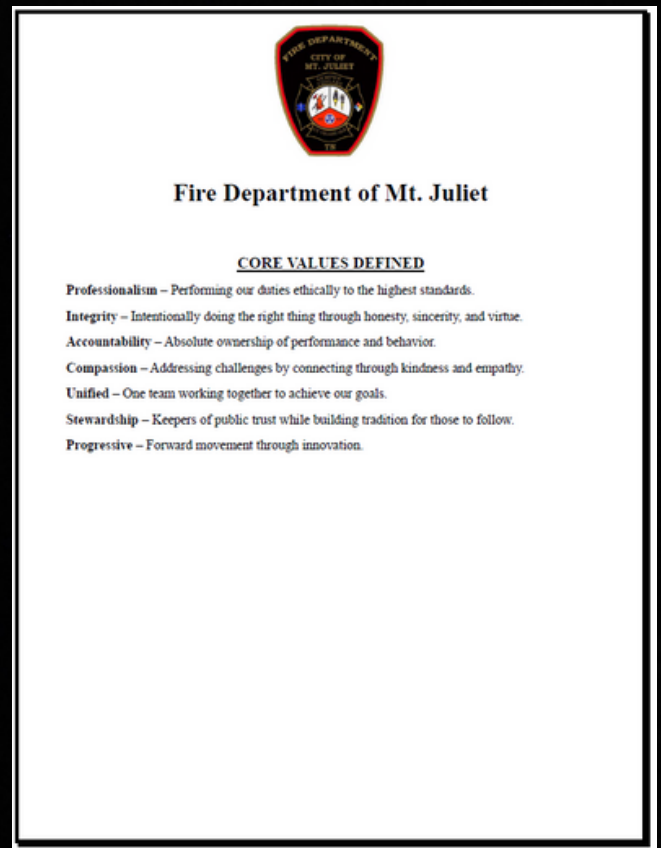 FIRE DEPARTMENT
CITY OF
MT. JULIET
TN
Fire Department of Mt. Juliet
CORE VALUES DEFINED
Professionalism – Performing our duties ethically to the highest standards.
Integrity – Intentionally doing the right thing through honesty, sincerity, and virtue.
Accountability – Absolute ownership of performance and behavior.
Compassion – Addressing challenges by connecting through kindness and empathy.
Unified – One team working together to achieve our goals.
Stewardship – Keepers of public trust while building tradition for those to follow.
Progressive – Forward movement through innovation.